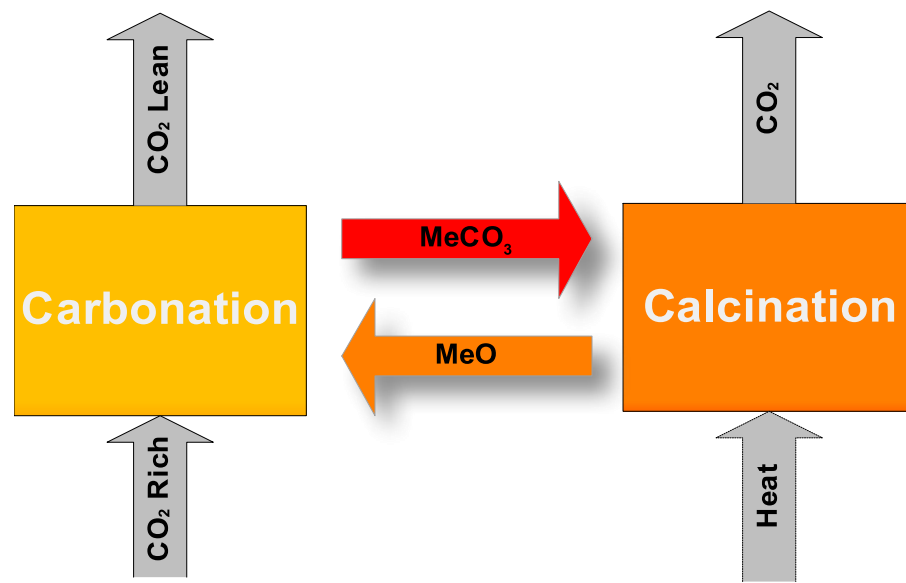 CO₂ Lean
CO₂
MeCO₃
Carbonation
Calcination
MeO
CO₂ Rich
Heat